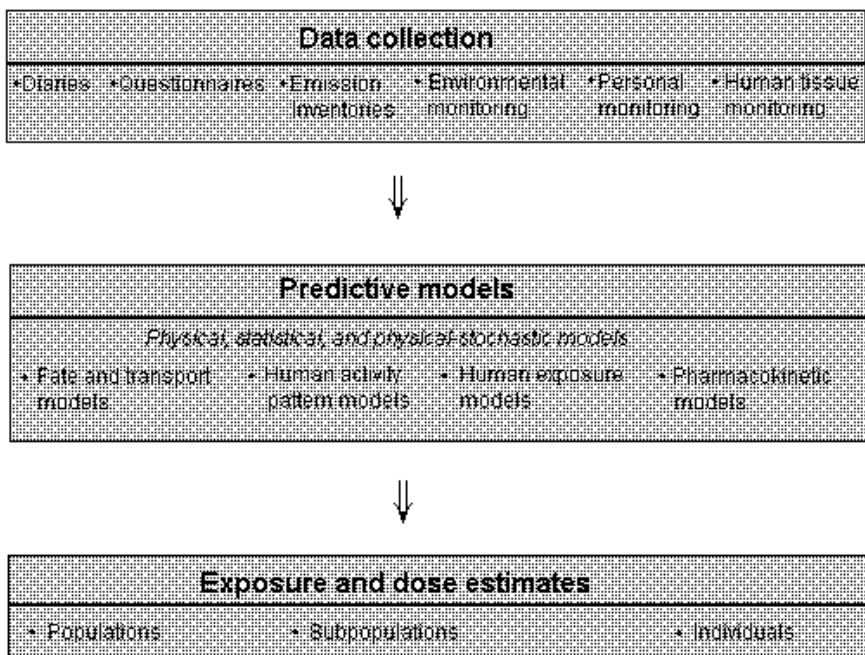 Data collection
•Diaries •Questionnaires •Emission Inventories • Environmental monitoring • Personal monitoring • Human tissue monitoring
Predictive models
Physical, statistical, and physical-stochastic models
• Fate and transport models • Human activity pattern models • Human exposure models • Pharmacokinetic models
Exposure and dose estimates
• Populations • Subpopulations • Individuals